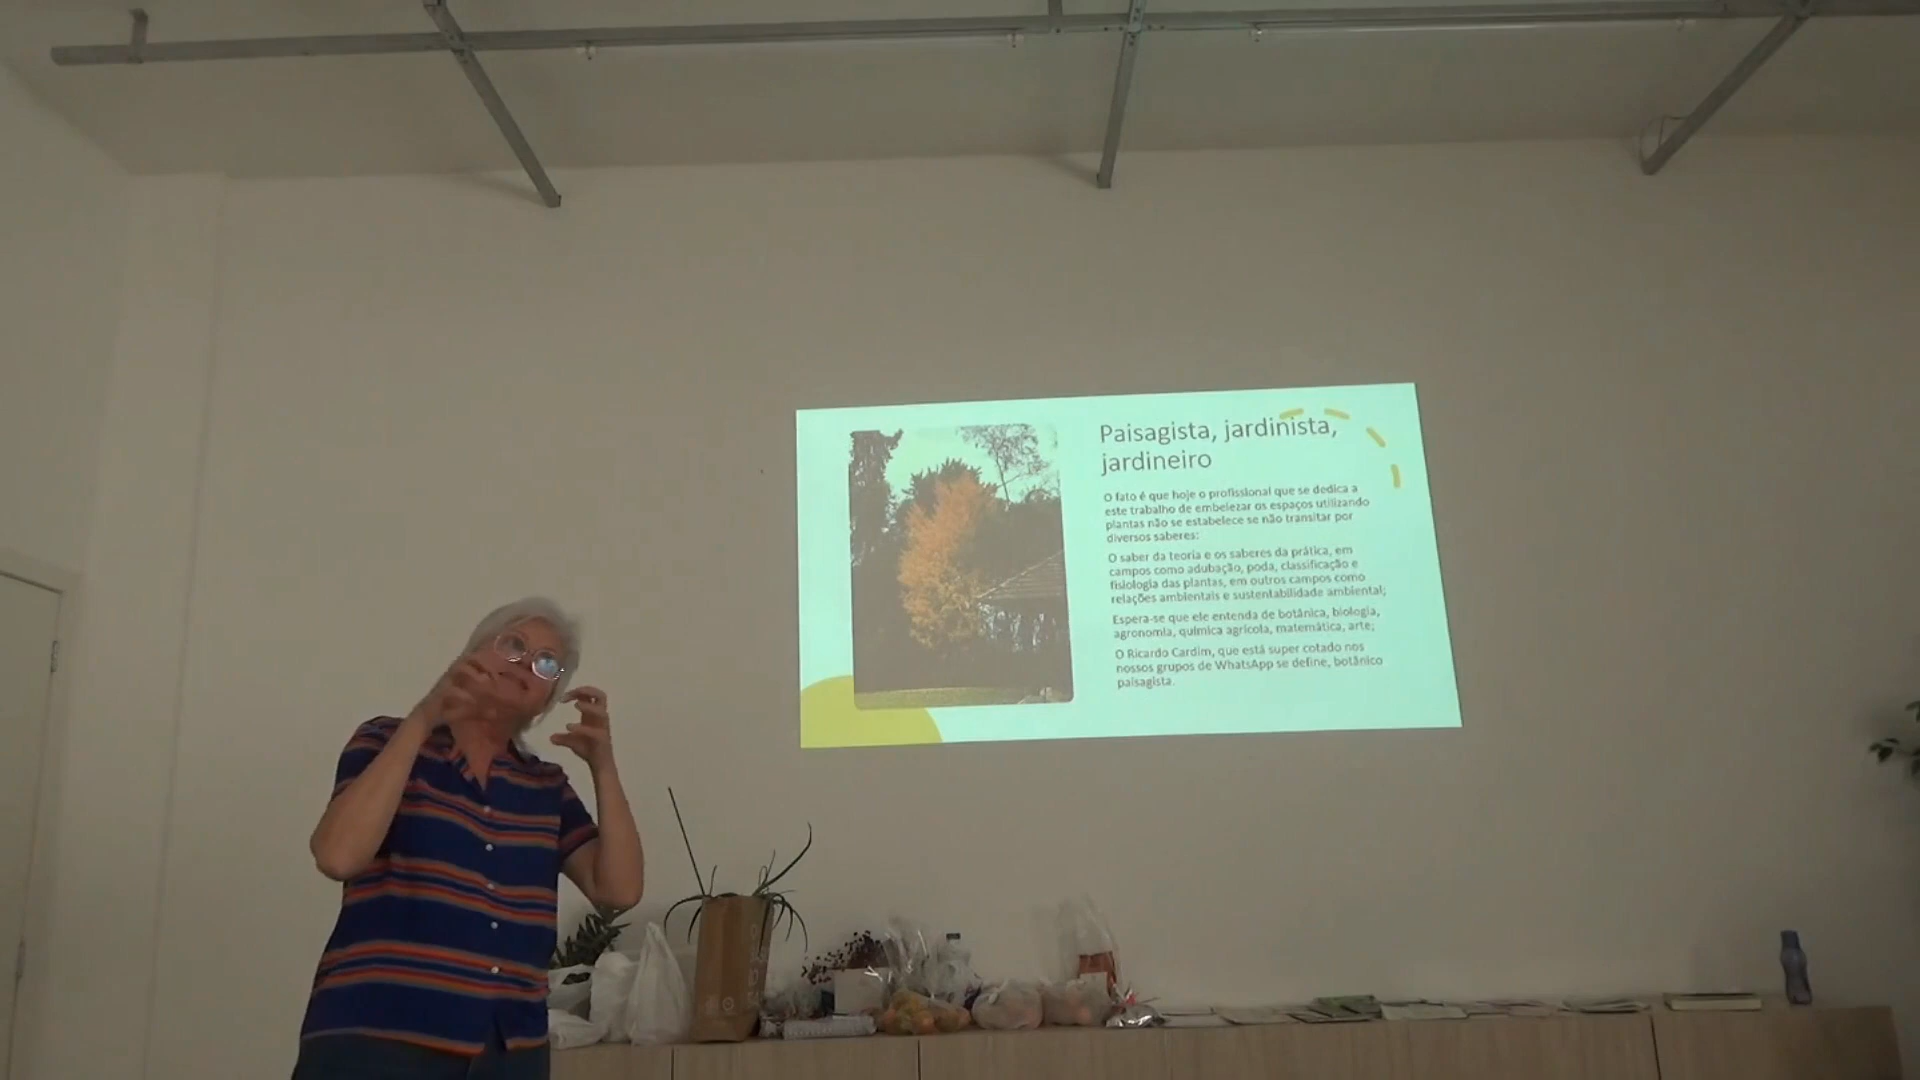 Paisagista, jardinista,
jardineiro
O fato é que hoje o profissional que se dedica a
este trabalho de embelezar os espaços utilizando
plantas não se estabelece se não transitar por
diversos saberes:
O saber da teoria e os saberes da prática, em
campos como adubação, poda, classificação e
fisiologia das plantas, em outros campos como
relações ambientais e sustentabilidade ambiental;
Espera-se que ele entenda de botânica, biologia,
agronomia, química agrícola, matemática, arte;
O Ricardo Cardim, que está super cotado nos
nossos grupos de WhatsApp se define, botânico
paisagista.